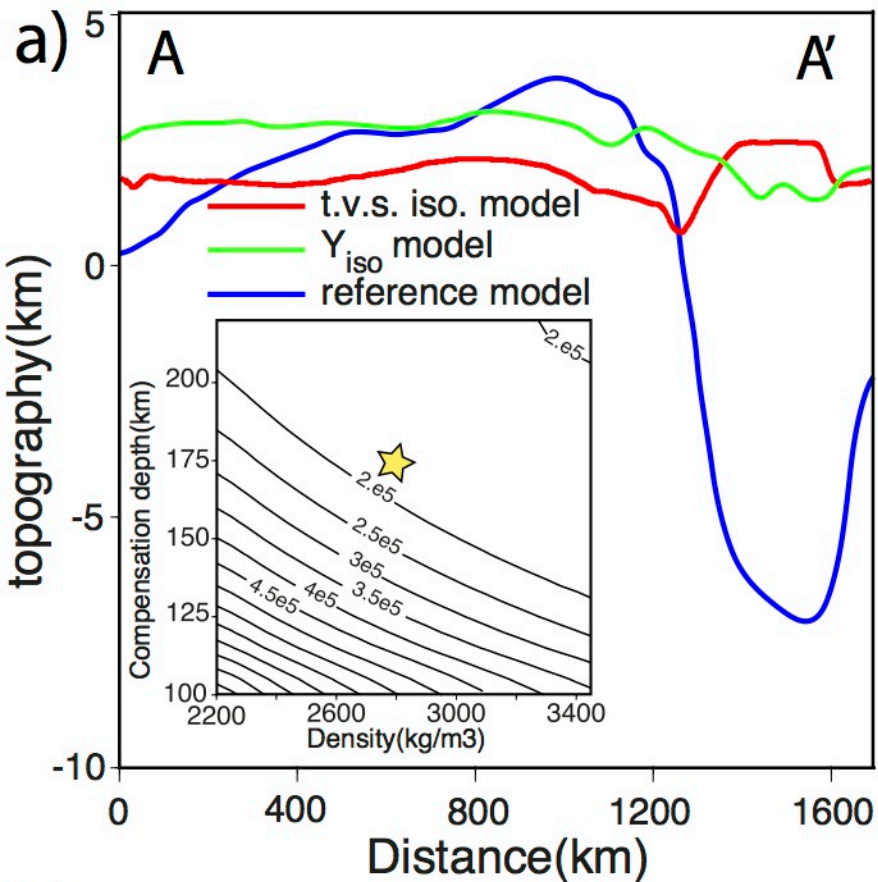 a)
A
A′
5
0
-5
-10
topography(km)
t.v.s. iso. model
Yiso model
reference model
2.e5
200
175
150
125
100
Compensation depth(km)
2.e5
2.5e5
3e5
3.5e5
4e5
4.5e5
2200 2600 3000 3400
Density(kg/m3)
0 400 800 1200 1600
Distance(km)